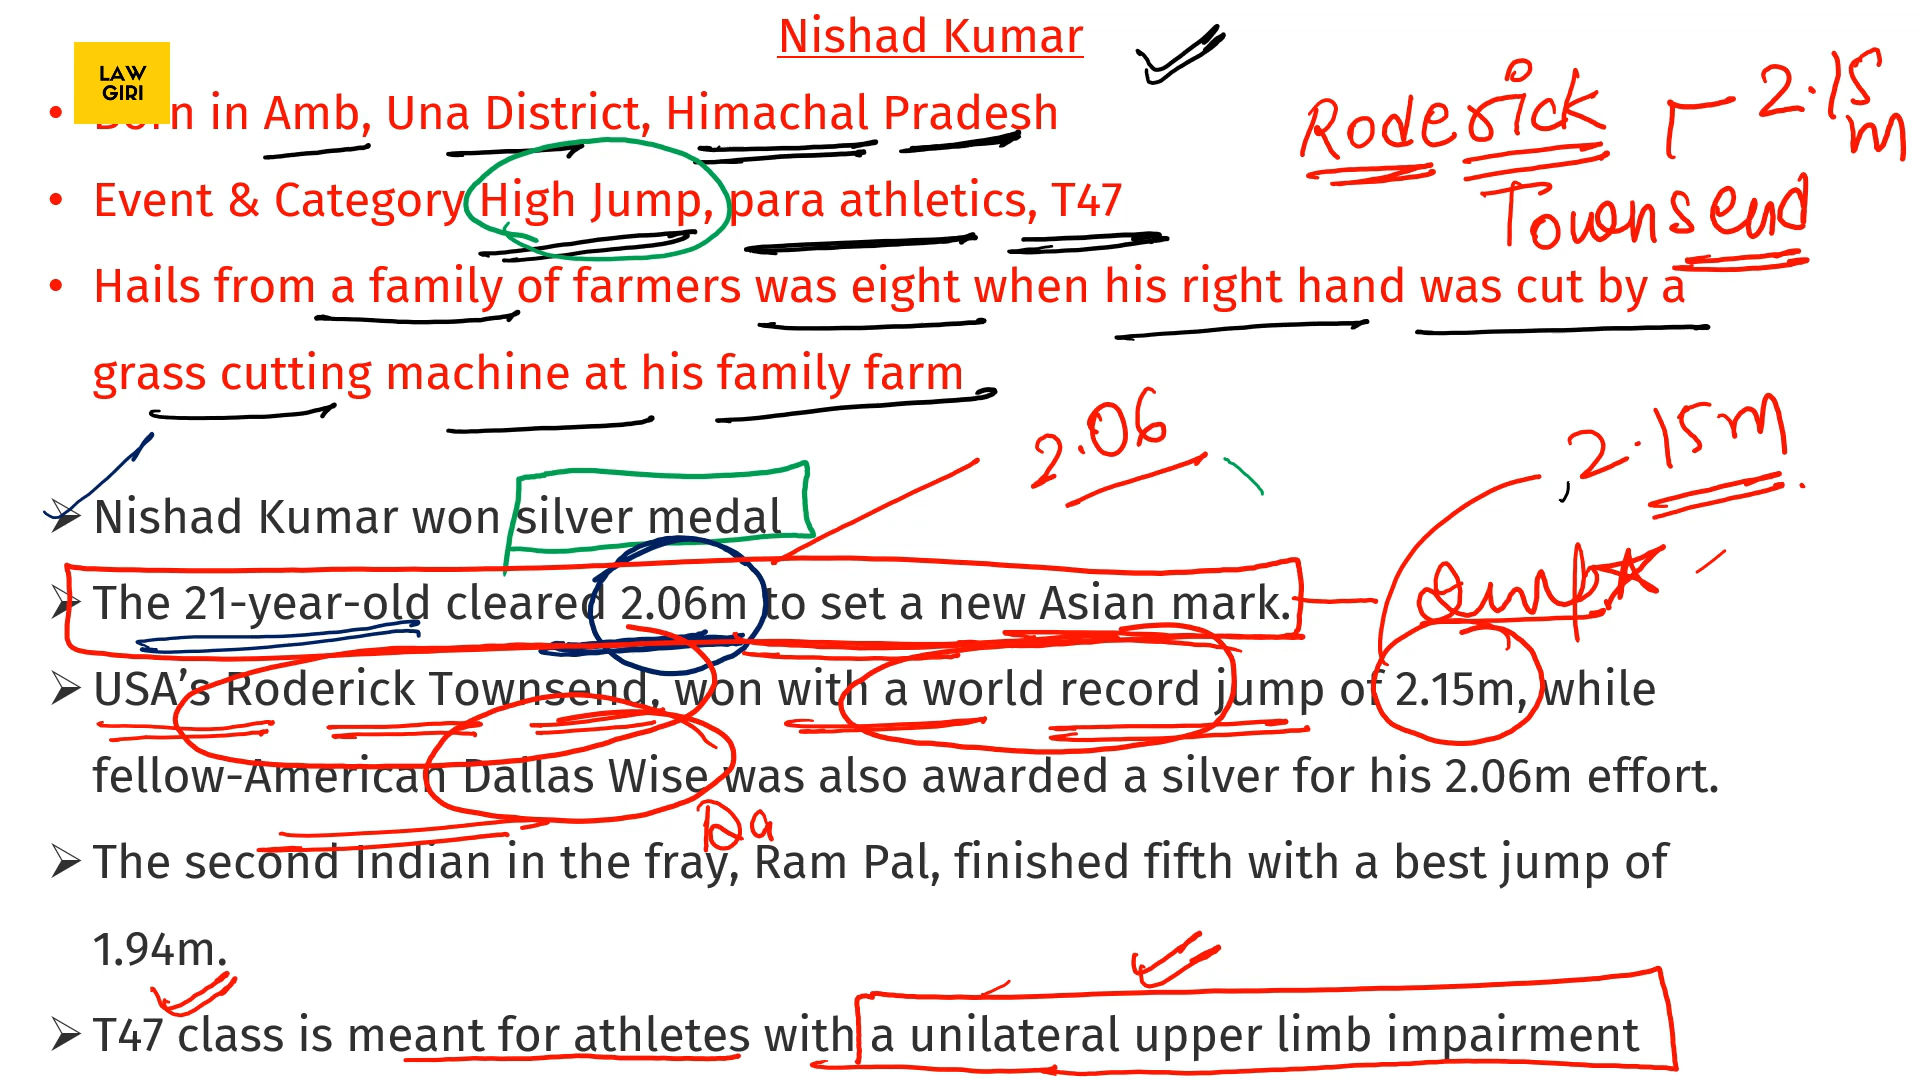 Nishad Kumar
LAW
GIRI
• Born in Amb, Una District, Himachal Pradesh
Roderick 2.15
m
Townsend
• Event & Category High Jump, para athletics, T47
• Hails from a family of farmers was eight when his right hand was cut by a
grass cutting machine at his family farm
2.06
2.15m
➢ Nishad Kumar won silver medal
➢ The 21-year-old cleared 2.06m to set a new Asian mark.
Imp
➢ USA’s Roderick Townsend, won with a world record jump of 2.15m, while
fellow-American Dallas Wise was also awarded a silver for his 2.06m effort.
Da
➢ The second Indian in the fray, Ram Pal, finished fifth with a best jump of
1.94m.
➢ T47 class is meant for athletes with a unilateral upper limb impairment